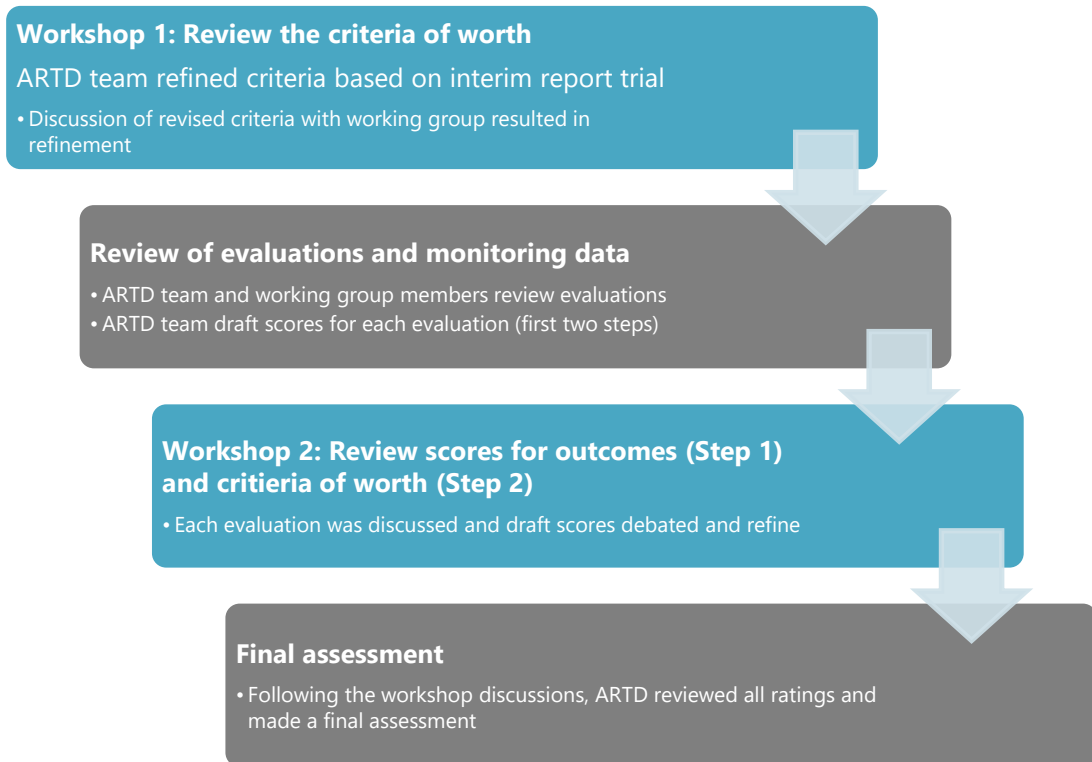 Workshop 1: Review the criteria of worth
ARTD team refined criteria based on interim report trial
• Discussion of revised criteria with working group resulted in
refinement
Review of evaluations and monitoring data
• ARTD team and working group members review evaluations
• ARTD team draft scores for each evaluation (first two steps)
Workshop 2: Review scores for outcomes (Step 1)
and critieria of worth (Step 2)
• Each evaluation was discussed and draft scores debated and refine
Final assessment
• Following the workshop discussions, ARTD reviewed all ratings and
made a final assessment